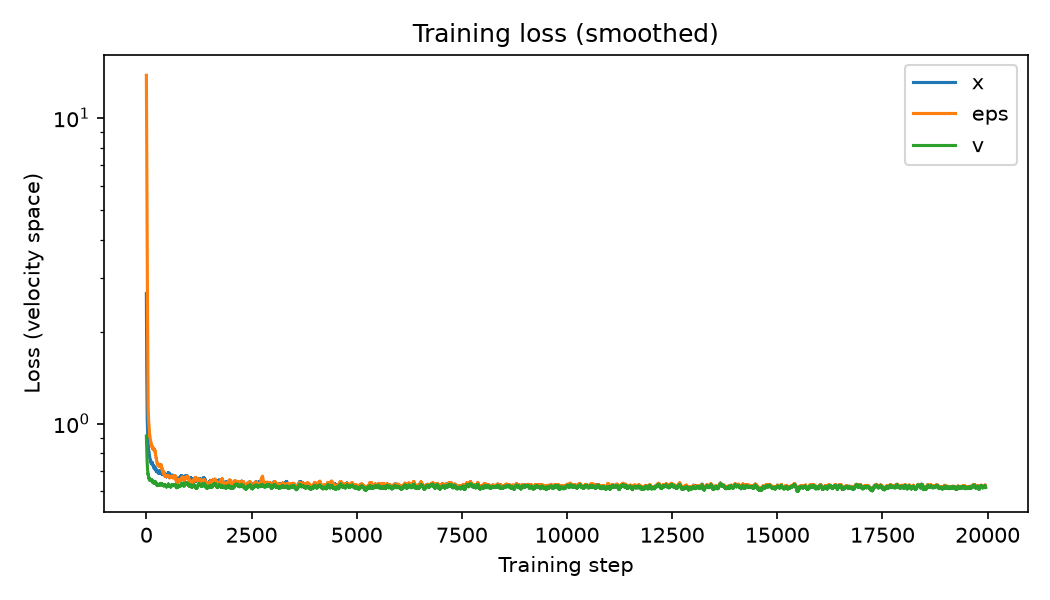 Training loss (smoothed)
x
eps
v
Loss (velocity space)
10¹
10⁰
0 2500 5000 7500 10000 12500 15000 17500 20000
Training step